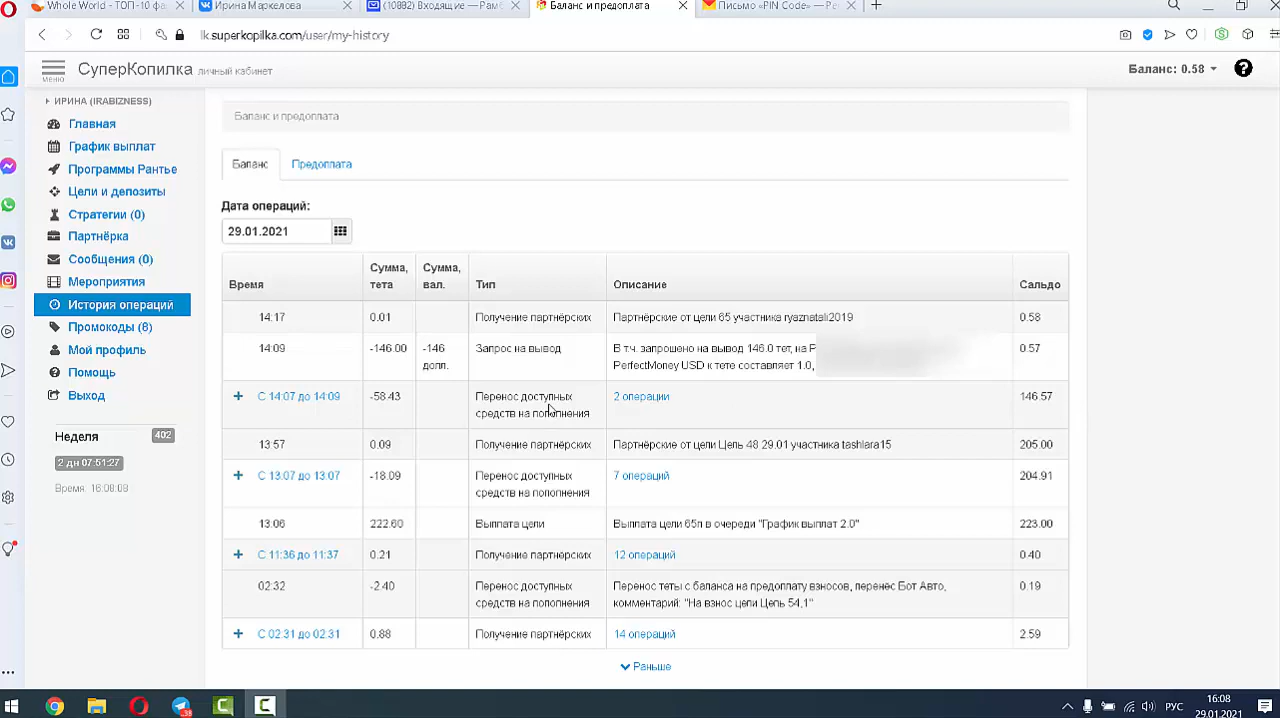 Whole World - ТОП-10 фа
Ирина Маркелова
(10882) Входящие — Рамб
Баланс и предоплата
Письмо «PIN Code» — Ре
lk.superkopilka.com/user/my-history
МЕНЮ
СуперКопилка личный кабинет
Баланс: 0.58
ИРИНА (IRABIZNESS)
Главная
График выплат
Программы Рантье
Цели и депозиты
Стратегии (0)
Партнёрка
Сообщения (0)
Мероприятия
История операций
Промокоды (8)
Мой профиль
Помощь
Выход
Неделя 402
2 дн 07:51:27
Время: 16:08:09
Баланс и предоплата
Баланс Предоплата
Дата операций:
29.01.2021
Время Сумма, тета Сумма, вал. Тип Описание Сальдо
14:17 0.01 Получение партнёрских Партнёрские от цели 65 участника ryaznatali2019 0.58
14:09 -146.00 -146 долл. Запрос на вывод В т.ч. запрошено на вывод 146.0 тет, на P
PerfectMoney USD к тете составляет 1.0, 0.57
С 14:07 до 14:09 -58.43 Перенос доступных средств на пополнения 2 операции 146.57
13:57 0.09 Получение партнёрских Партнёрские от цели Цель 48 29.01 участника tashlara15 205.00
С 13:07 до 13:07 -18.09 Перенос доступных средств на пополнения 7 операций 204.91
13:06 222.60 Выплата цели Выплата цели 65п в очереди "График выплат 2.0" 223.00
С 11:36 до 11:37 0.21 Получение партнёрских 12 операций 0.40
02:32 -2.40 Перенос доступных средств на пополнения Перенос теты с баланса на предоплату взносов, перенёс Бот Авто,
комментарий: "На взнос цели Цель 54,1" 0.19
С 02:31 до 02:31 0.88 Получение партнёрских 14 операций 2.59
Раньше
РУС
16:08
29.01.2021